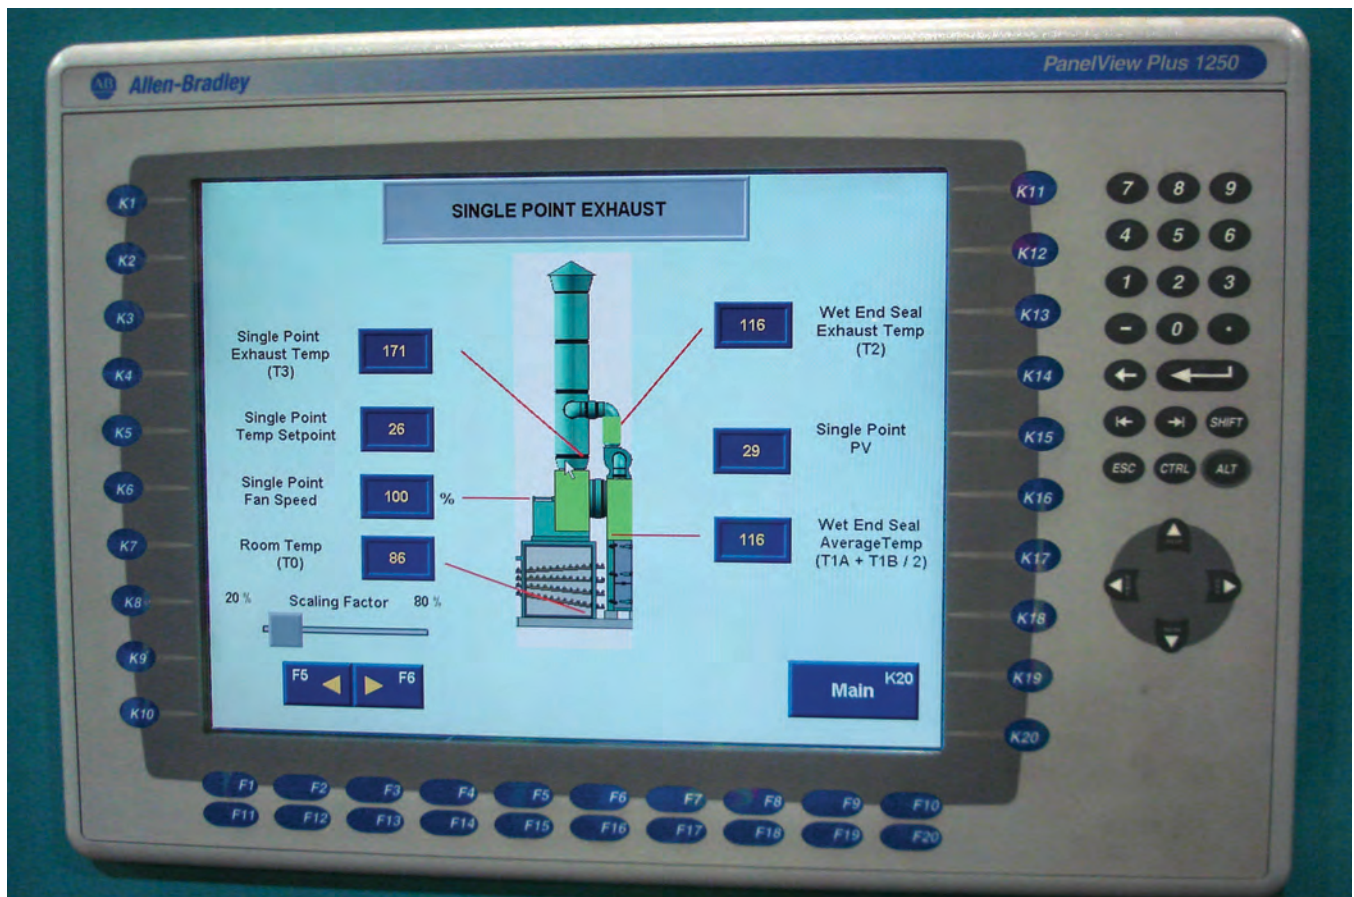 AB Allen-Bradley
PanelView Plus 1250
SINGLE POINT EXHAUST
Single Point
Exhaust Temp
(T3)
171
Single Point
Temp Setpoint
26
Single Point
Fan Speed
100 %
Room Temp
(T0)
86
20 % Scaling Factor 80 %
F5 F6
116
Wet End Seal
Exhaust Temp
(T2)
29
Single Point
PV
116
Wet End Seal
AverageTemp
(T1A + T1B / 2)
Main K20
K1
K2
K3
K4
K5
K6
K7
K8
K9
K10
K11
K12
K13
K14
K15
K16
K17
K18
K19
K20
7 8 9
4 5 6
1 2 3
- 0 .
SHIFT
ESC CTRL ALT
F1 F2 F3 F4 F5 F6 F7 F8 F9 F10
F11 F12 F13 F14 F15 F16 F17 F18 F19 F20